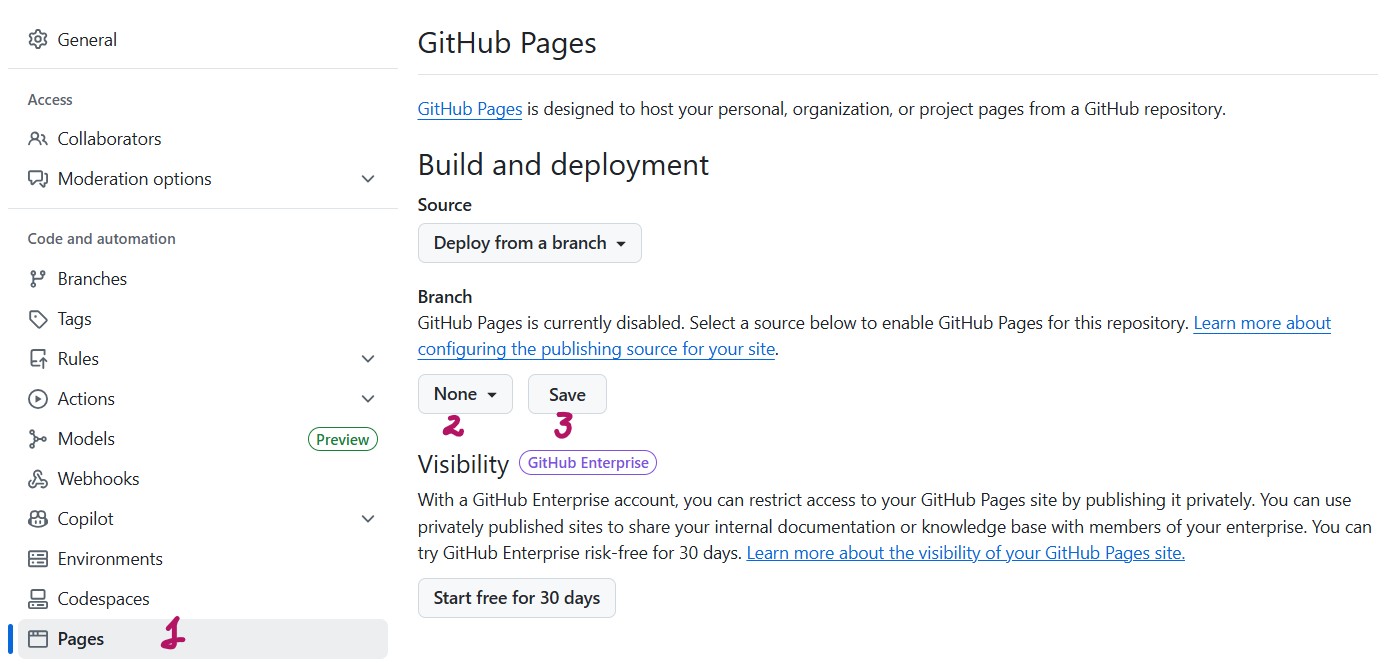 General
Access
Collaborators
Moderation options
Code and automation
Branches
Tags
Rules
Actions
Models Preview
Webhooks
Copilot
Environments
Codespaces
Pages 1
GitHub Pages
GitHub Pages is designed to host your personal, organization, or project pages from a GitHub repository.
Build and deployment
Source
Deploy from a branch
Branch
GitHub Pages is currently disabled. Select a source below to enable GitHub Pages for this repository. Learn more about
configuring the publishing source for your site.
None Save
2 3
Visibility GitHub Enterprise
With a GitHub Enterprise account, you can restrict access to your GitHub Pages site by publishing it privately. You can use
privately published sites to share your internal documentation or knowledge base with members of your enterprise. You can
try GitHub Enterprise risk-free for 30 days. Learn more about the visibility of your GitHub Pages site.
Start free for 30 days